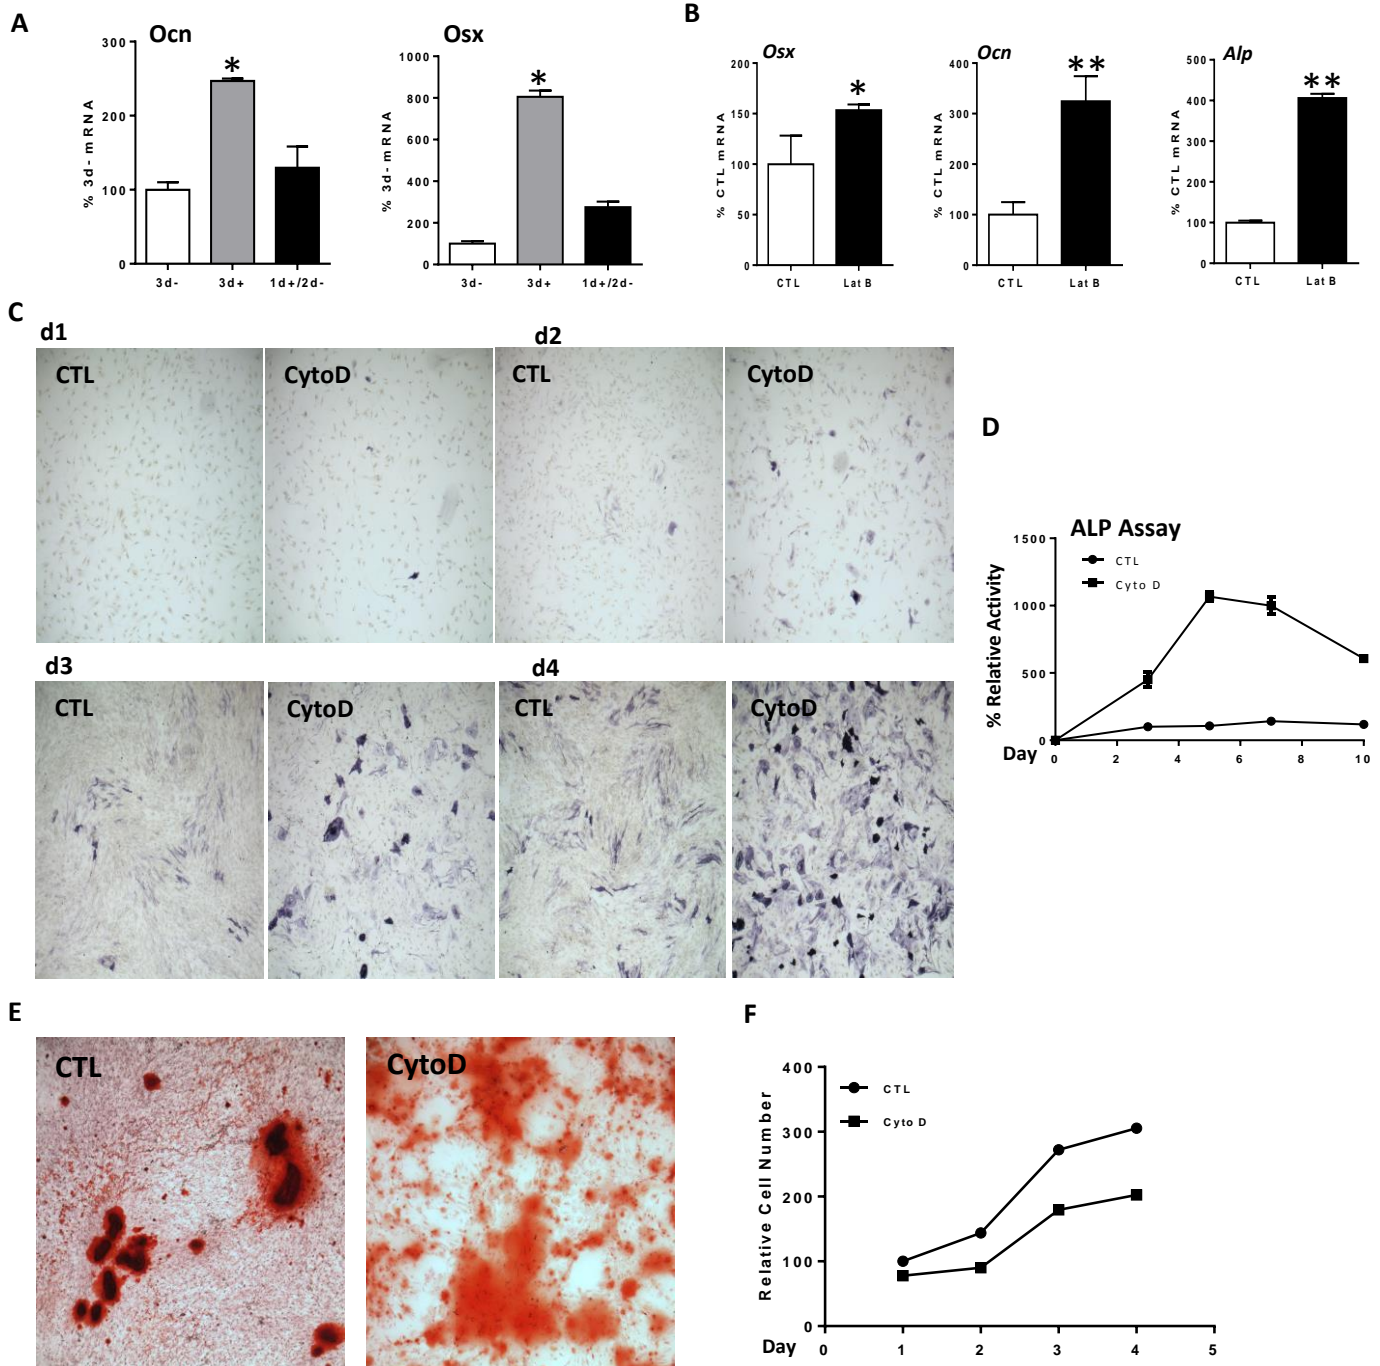 A
Ocn
% 3d- mRNA
300
200
100
0
3d-
3d+
1d+/2d-
*
Osx
% 3d- mRNA
1000
800
600
400
200
0
3d-
3d+
1d+/2d-
*
B
Osx
% CTL mRNA
200
150
100
50
0
CTL
Lat B
*
Ocn
% CTL mRNA
400
300
200
100
0
CTL
Lat B
**
Alp
% CTL mRNA
500
400
300
200
100
0
CTL
Lat B
**
C
d1
CTL
CytoD
d2
CTL
CytoD
d3
CTL
CytoD
d4
CTL
CytoD
D
ALP Assay
CTL
Cyto D
% Relative Activity
1500
1000
500
0
Day
0 2 4 6 8 10
E
CTL
CytoD
F
CTL
Cyto D
Relative Cell Number
400
300
200
100
0
Day
0 1 2 3 4 5